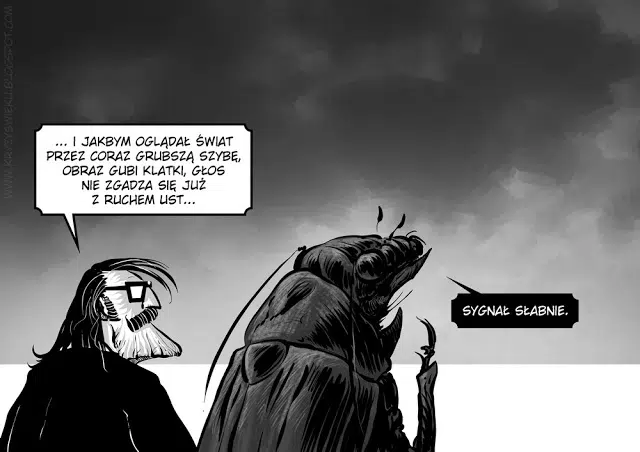 ... I JAKBYM OGLĄDAŁ ŚWIAT
PRZEZ CORAZ GRUBSZĄ SZYBĘ,
OBRAZ GUBI KLATKI, GŁOS
NIE ZGADZA SIĘ JUŻ
Z RUCHEM UST...
SYGNAŁ SŁABNIE.